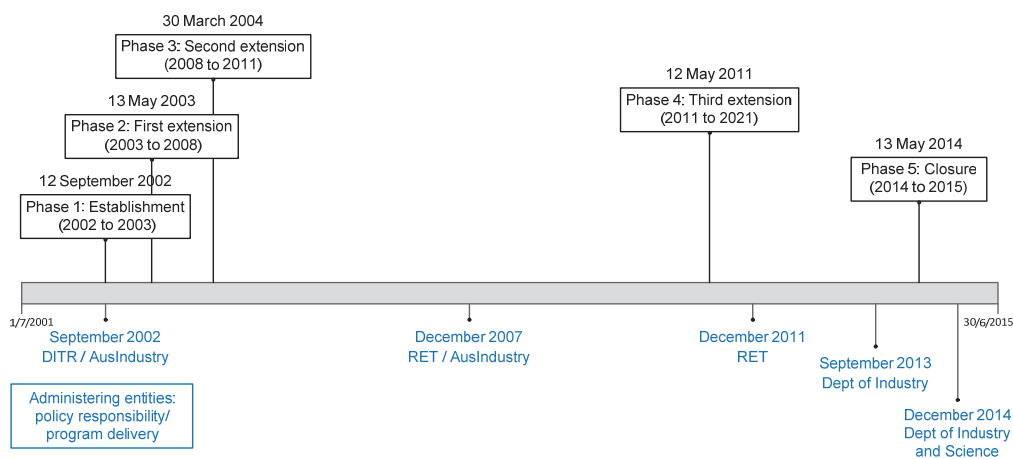 30 March 2004
Phase 3: Second extension
(2008 to 2011)
13 May 2003
Phase 2: First extension
(2003 to 2008)
12 September 2002
Phase 1: Establishment
(2002 to 2003)
12 May 2011
Phase 4: Third extension
(2011 to 2021)
13 May 2014
Phase 5: Closure
(2014 to 2015)
1/7/2001
30/6/2015
September 2002
DITR / AusIndustry
December 2007
RET / AusIndustry
December 2011
RET
September 2013
Dept of Industry
December 2014
Dept of Industry
and Science
Administering entities:
policy responsibility/
program delivery